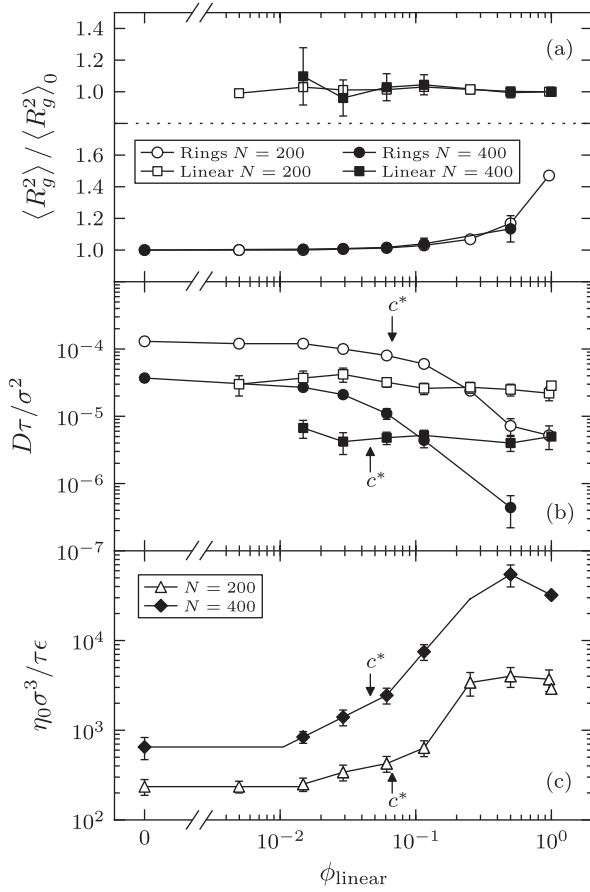 1.4
1.2
1.0
(a)
⟨R_g^2⟩ / ⟨R_g^2⟩_0
Rings N = 200
Rings N = 400
Linear N = 200
Linear N = 400
1.6
1.4
1.2
1.0
c*
10^−4
10^−5
10^−6
10^−7
Dτ/σ^2
c*
(b)
N = 200
N = 400
10^4
10^3
10^2
η_0σ^3/τϵ
c*
c*
(c)
0
10^−2
10^−1
10^0
ϕ_linear